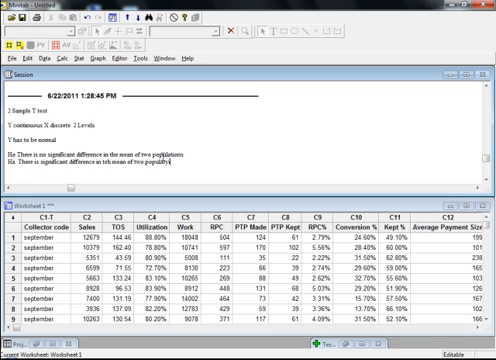 Minitab - Untitled
File Edit Data Calc Stat Graph Editor Tools Window Help
Session
6/22/2011 1:28:45 PM
2 Sample T test
Y continuous X discrete 2 Levels
Y has to be normal
Ho There is no significant difference in the mean of two populations
Ha There is significant difference in teh mean of two
Worksheet 1 ***
C1-T C2 C3 C4 C5 C6 C7 C8 C9 C10 C11 C12
Collector code Sales TOS Utilization Work RPC PTP Made PTP Kept RPC% Conversion % Kept % Average Payment Size
1 september 12679 144.46 88.80% 18048 504 124 61 2.79% 24.60% 49.10% 199
2 september 10379 162.40 78.80% 10741 597 170 102 5.56% 28.40% 60.00% 101
3 september 5351 43.59 80.90% 5008 111 35 22 2.22% 31.50% 62.80% 238
4 september 6599 71.55 72.70% 8130 223 66 39 2.74% 29.60% 59.00% 165
5 september 5663 133.24 83.10% 10265 269 88 49 2.62% 32.70% 55.60% 103
6 september 8928 96.53 83.90% 8912 448 131 68 5.03% 29.20% 51.90% 126
7 september 7400 131.19 77.90% 14002 464 73 42 3.31% 15.70% 57.50% 167
8 september 3936 137.09 82.20% 12783 429 59 39 3.36% 13.70% 66.10%
9 september 10263 130.54 80.20% 9078 371 117 61 4.09% 31.50% 52.10% 166
Proj...
Tes...
Current Worksheet: Worksheet 1
Editable